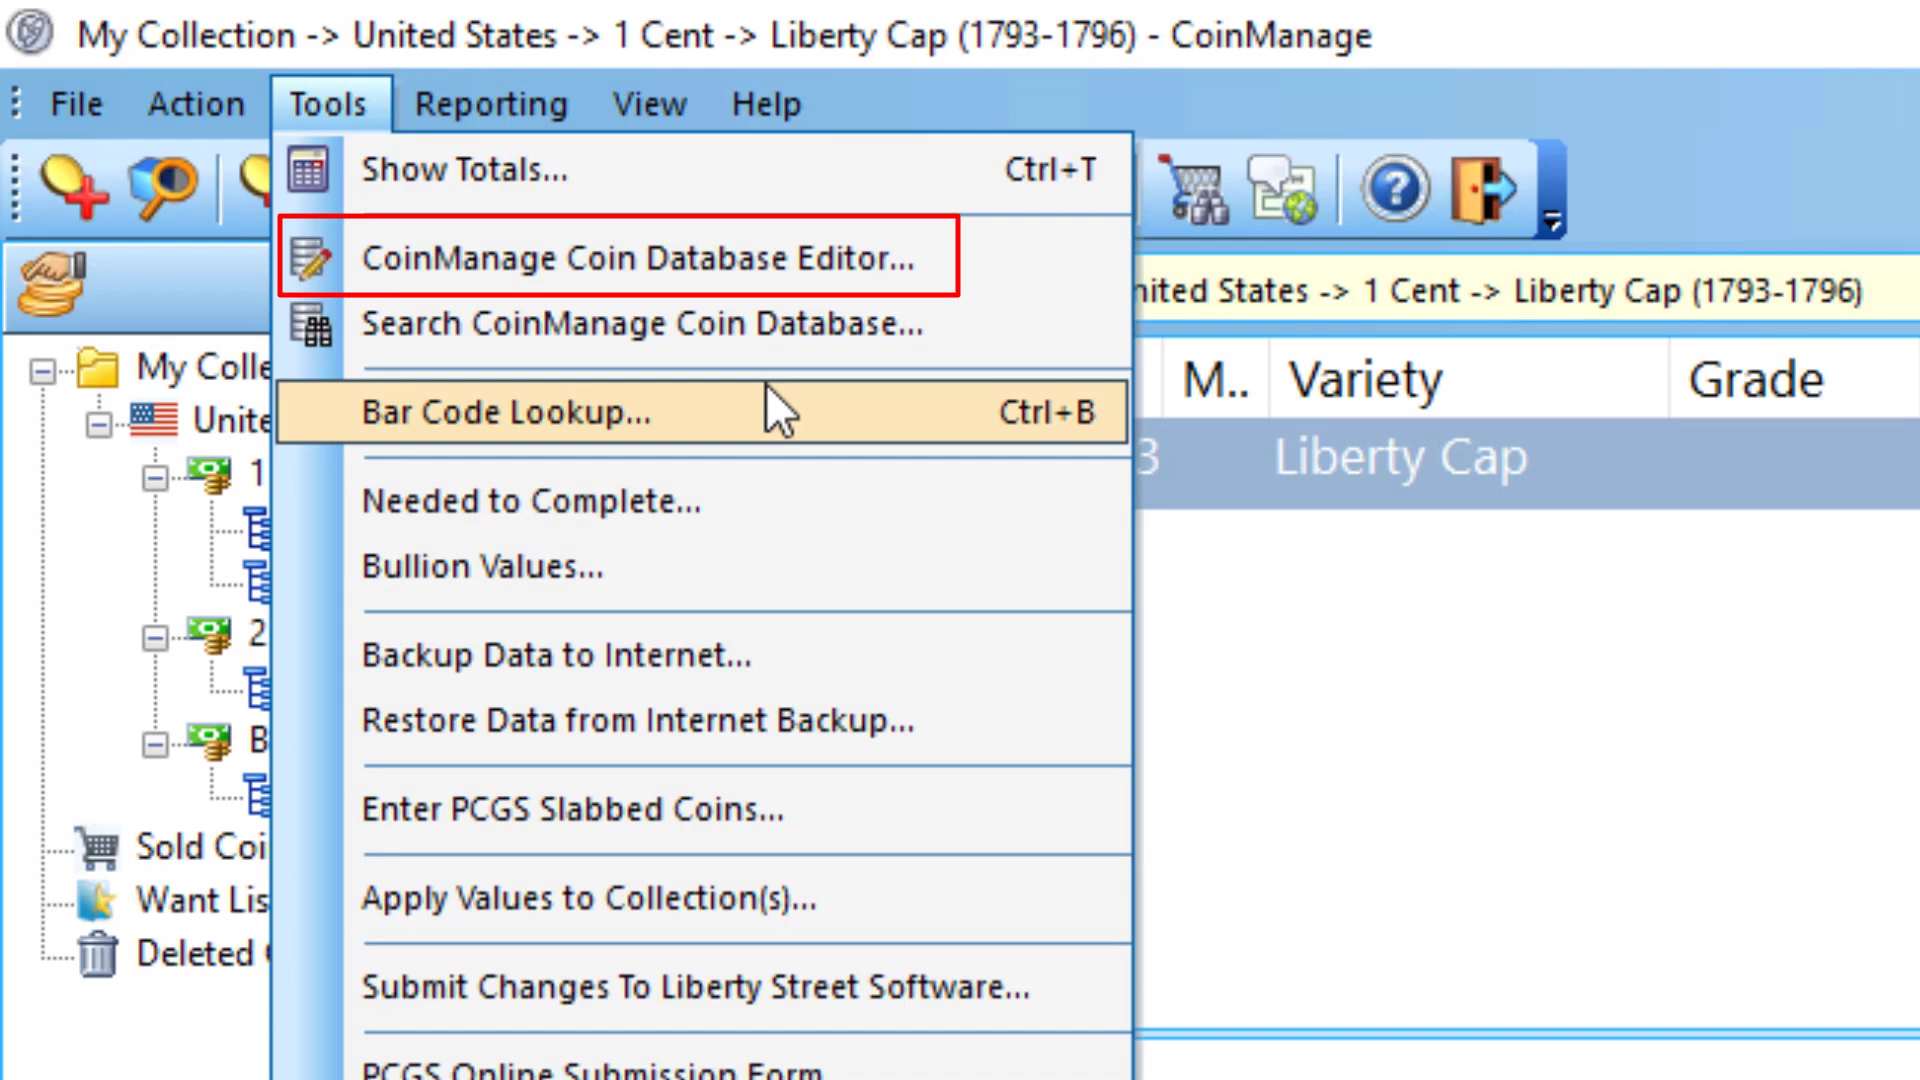 My Collection -> United States -> 1 Cent -> Liberty Cap (1793-1796) - CoinManage
File Action Tools Reporting View Help
Show Totals... Ctrl+T
CoinManage Coin Database Editor...
nited States -> 1 Cent -> Liberty Cap (1793-1796)
Search CoinManage Coin Database...
My Colle
M.. Variety Grade
Unite
Bar Code Lookup... Ctrl+B
3 Liberty Cap
1
Needed to Complete...
Bullion Values...
2
Backup Data to Internet...
Restore Data from Internet Backup...
B
Enter PCGS Slabbed Coins...
Sold Coi
Want Lis
Apply Values to Collection(s)...
Deleted
Submit Changes To Liberty Street Software...
PCGS Online Submission Form